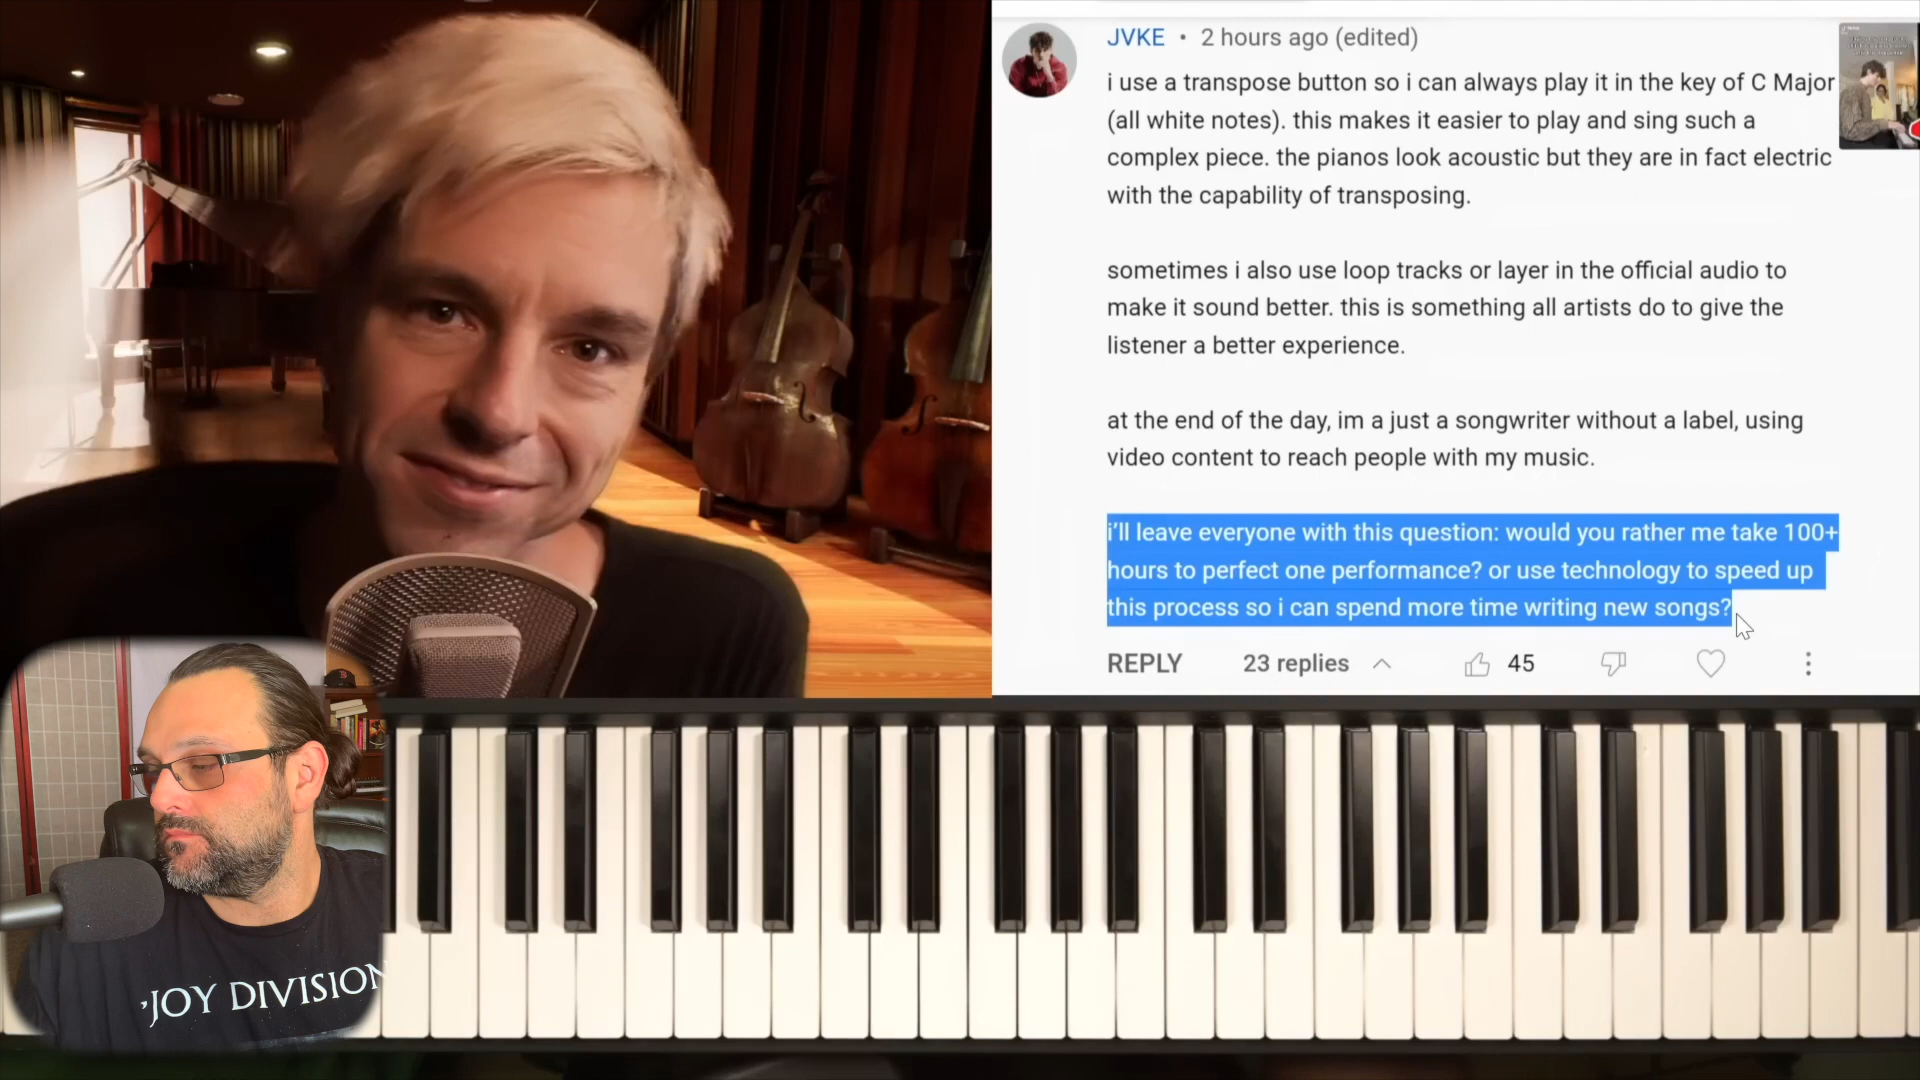 JVKE • 2 hours ago (edited)
i use a transpose button so i can always play it in the key of C Major
(all white notes). this makes it easier to play and sing such a
complex piece. the pianos look acoustic but they are in fact electric
with the capability of transposing.
sometimes i also use loop tracks or layer in the official audio to
make it sound better. this is something all artists do to give the
listener a better experience.
at the end of the day, im a just a songwriter without a label, using
video content to reach people with my music.
i'll leave everyone with this question: would you rather me take 100+
hours to perfect one performance? or use technology to speed up
this process so i can spend more time writing new songs?
REPLY 23 replies 45
JOY DIVISION